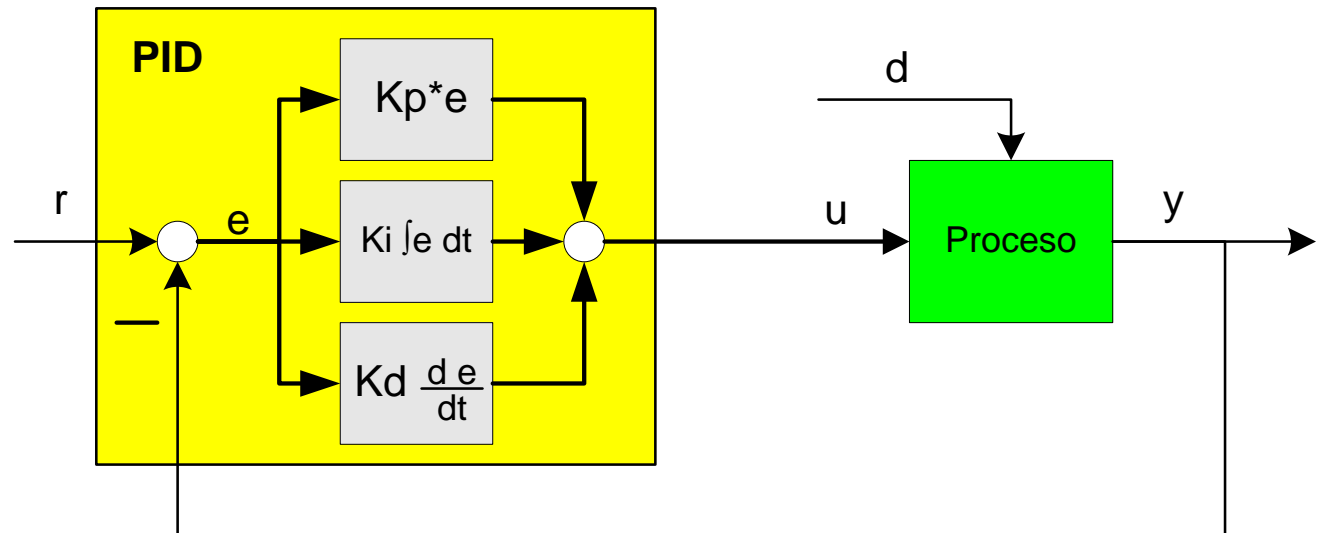 PID
Kp*e
d
r
e
Ki ∫e dt
u
Proceso
y
—
Kd d e
dt